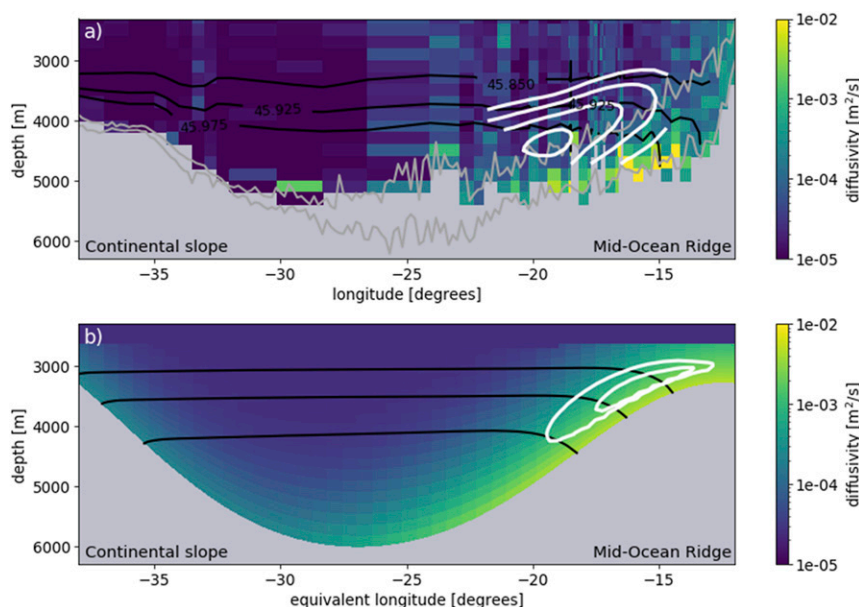 a)
3000
4000
5000
6000
depth [m]
45.850
45.925
45.925
45.975
Continental slope
Mid-Ocean Ridge
−35
−30
−25
−20
−15
longitude [degrees]
1e-02
1e-03
1e-04
1e-05
diffusivity [m²/s]
b)
3000
4000
5000
6000
depth [m]
Continental slope
Mid-Ocean Ridge
−35
−30
−25
−20
−15
equivalent longitude [degrees]
1e-02
1e-03
1e-04
1e-05
diffusivity [m²/s]